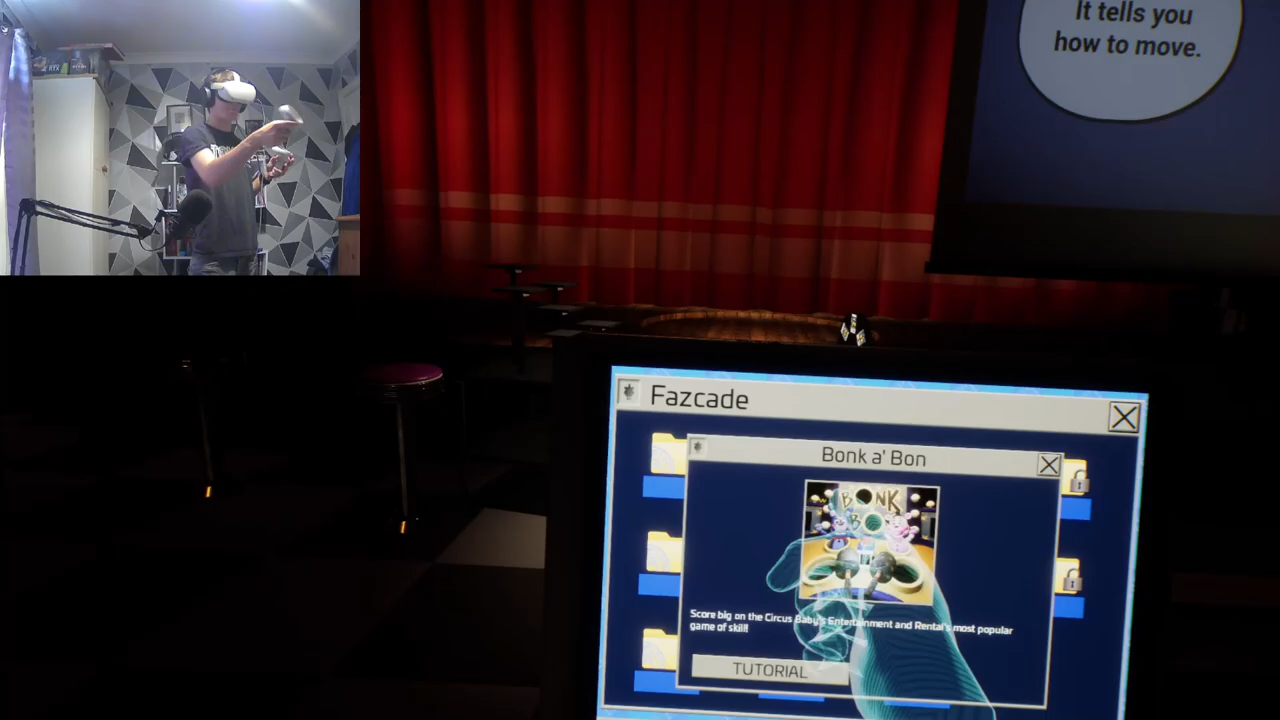 It tells you
how to move.
Fazcade
Bonk a' Bon
BONK
Score big on the Circus Baby's Entertainment and Rental's most popular
game of skill!
TUTORIAL